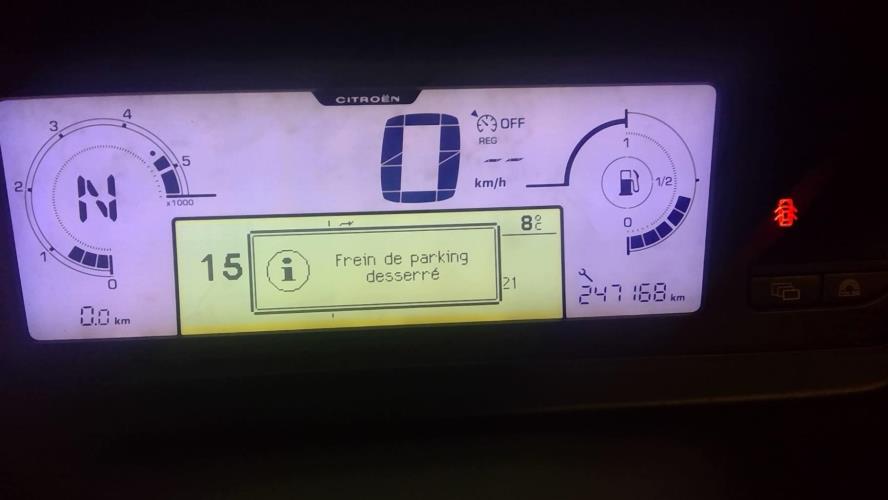 CITROËN
4
3
5
2
x1000
1
0
N
0.0 km
0
OFF
REG
--
km/h
1
1/2
0
8°C
15
i
Frein de parking
desserré
21
247168 km